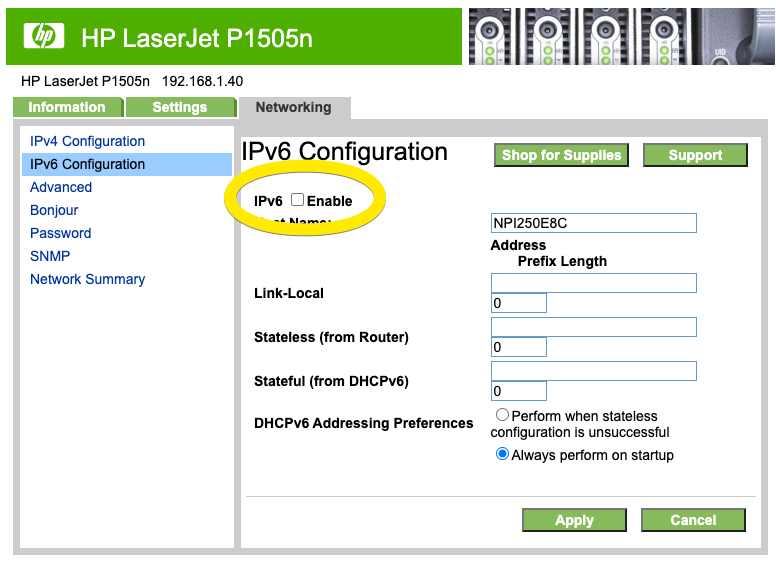 hp HP LaserJet P1505n
UID
HP LaserJet P1505n 192.168.1.40
Information Settings Networking
IPv4 Configuration
IPv6 Configuration
Advanced
Bonjour
Password
SNMP
Network Summary
IPv6 Configuration
Shop for Supplies Support
IPv6 Enable
Host Name:
NPI250E8C
Address
Prefix Length
Link-Local
0
Stateless (from Router)
0
Stateful (from DHCPv6)
0
DHCPv6 Addressing Preferences
Perform when stateless
configuration is unsuccessful
Always perform on startup
Apply Cancel